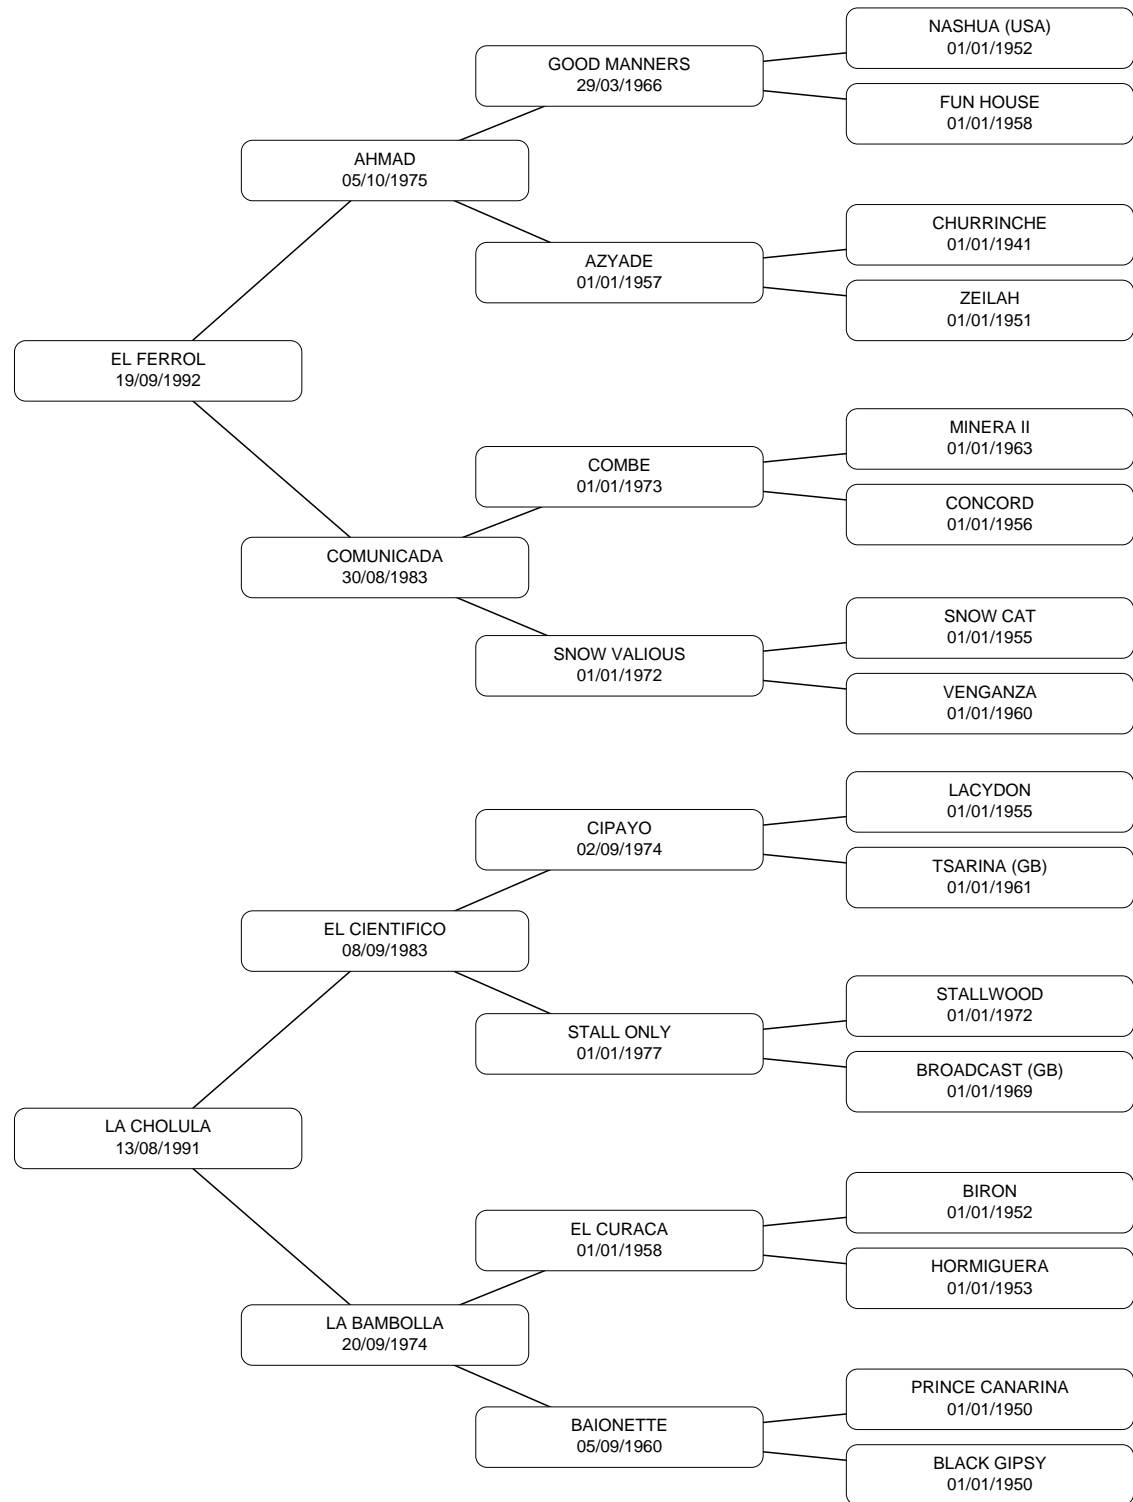 NASHUA (USA)
01/01/1952
GOOD MANNERS
29/03/1966
FUN HOUSE
01/01/1958
AHMAD
05/10/1975
CHURRINCHE
01/01/1941
AZYADE
01/01/1957
ZEILAH
01/01/1951
EL FERROL
19/09/1992
MINERA II
01/01/1963
COMBE
01/01/1973
CONCORD
01/01/1956
COMUNICADA
30/08/1983
SNOW CAT
01/01/1955
SNOW VALIOUS
01/01/1972
VENGANZA
01/01/1960
LACYDON
01/01/1955
CIPAYO
02/09/1974
TSARINA (GB)
01/01/1961
EL CIENTIFICO
08/09/1983
STALLWOOD
01/01/1972
STALL ONLY
01/01/1977
BROADCAST (GB)
01/01/1969
LA CHOLULA
13/08/1991
BIRON
01/01/1952
EL CURACA
01/01/1958
HORMIGUERA
01/01/1953
LA BAMBOLLA
20/09/1974
PRINCE CANARINA
01/01/1950
BAIONETTE
05/09/1960
BLACK GIPSY
01/01/1950